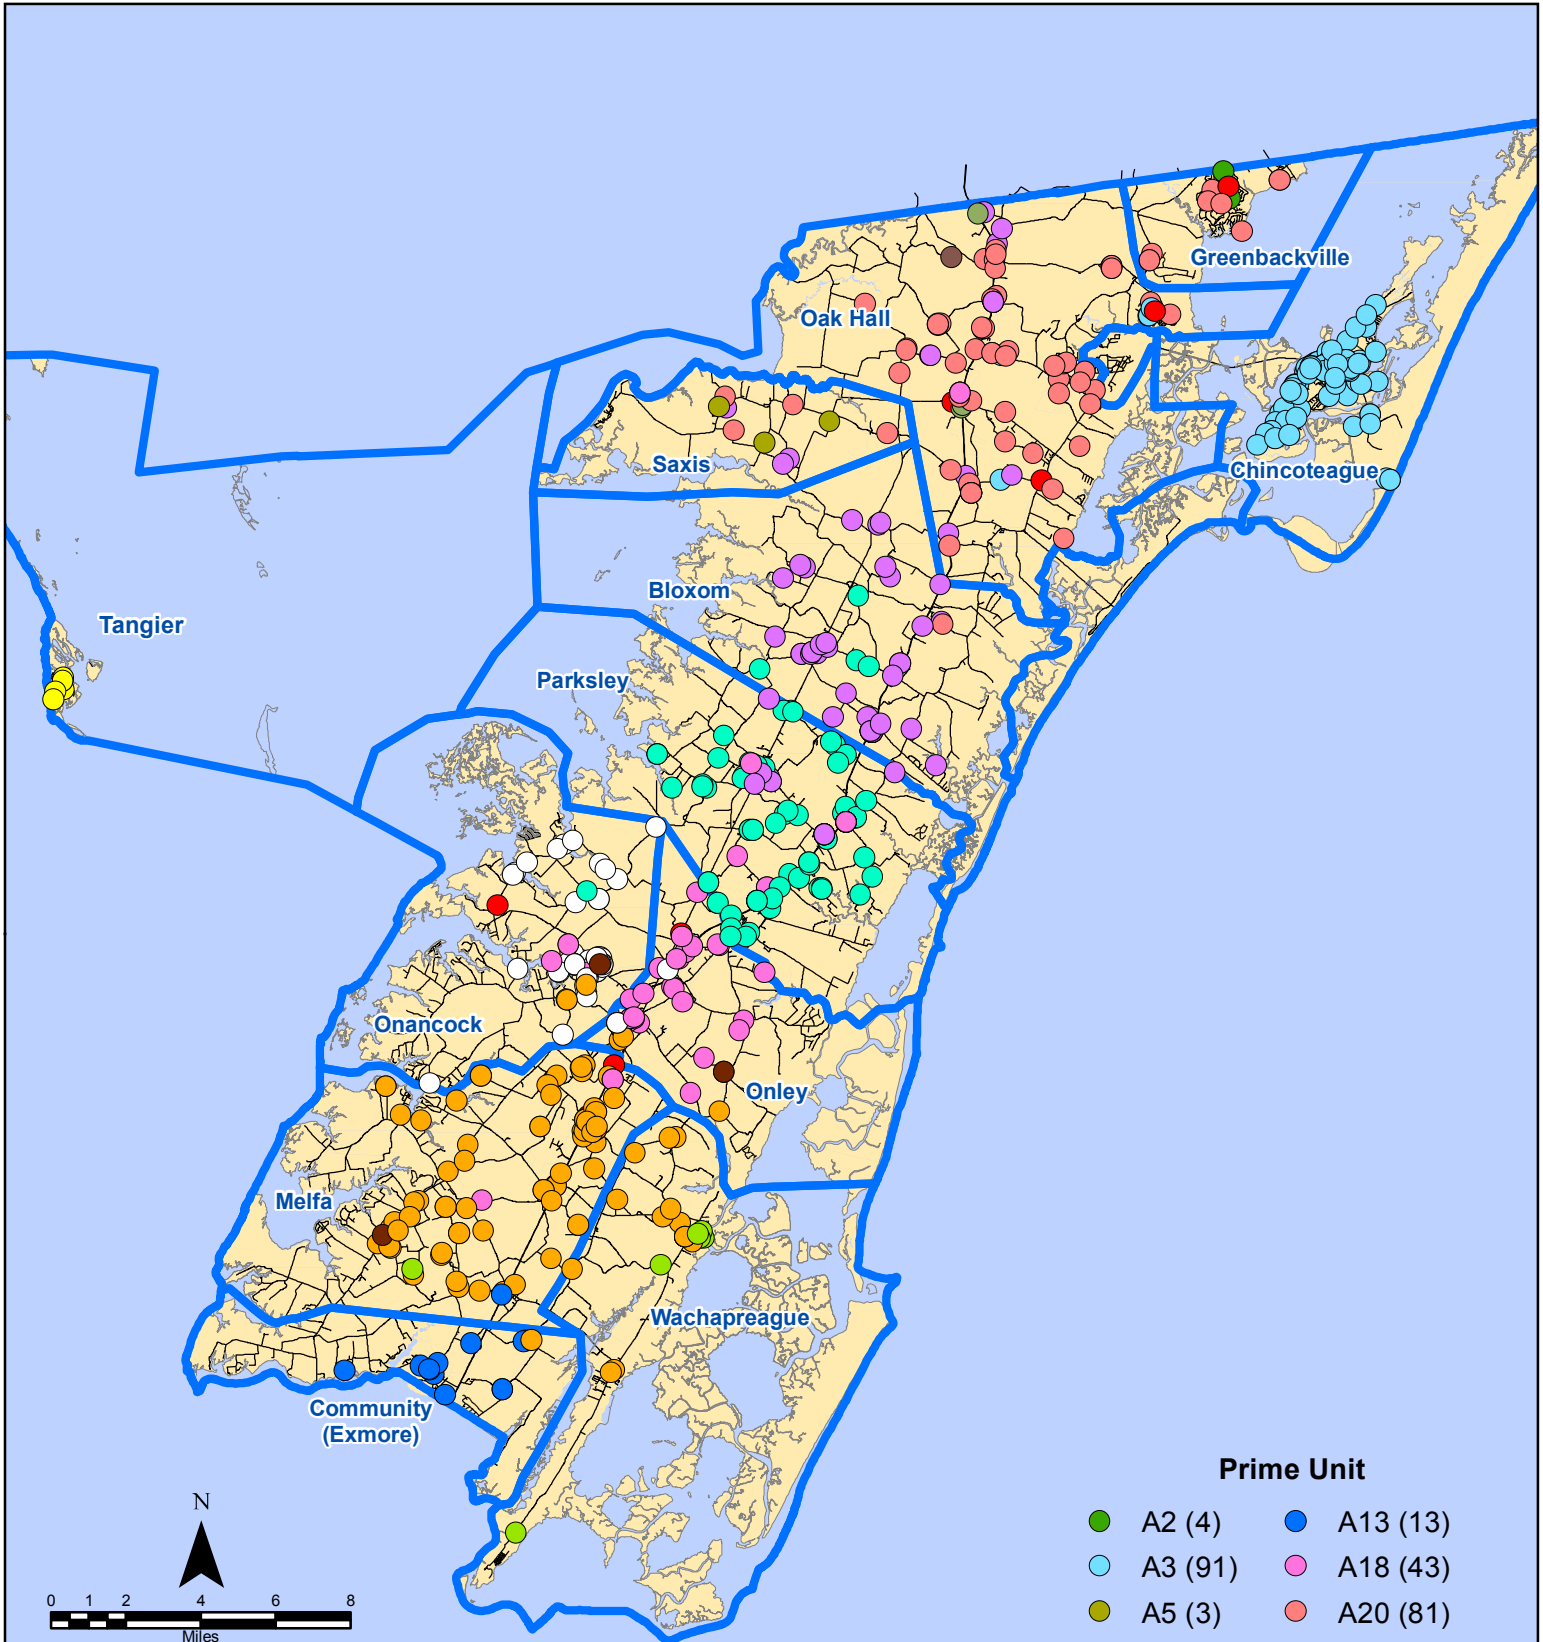 Greenbackville
Oak Hall
Saxis
Chincoteague
Bloxom
Tangier
Parksley
Onancock
Onley
Melfa
Wachapreague
Community
(Exmore)
N
0 1 2 4 6 8
Miles
Prime Unit
A2 (4)
A13 (13)
A3 (91)
A18 (43)
A5 (3)
A20 (81)